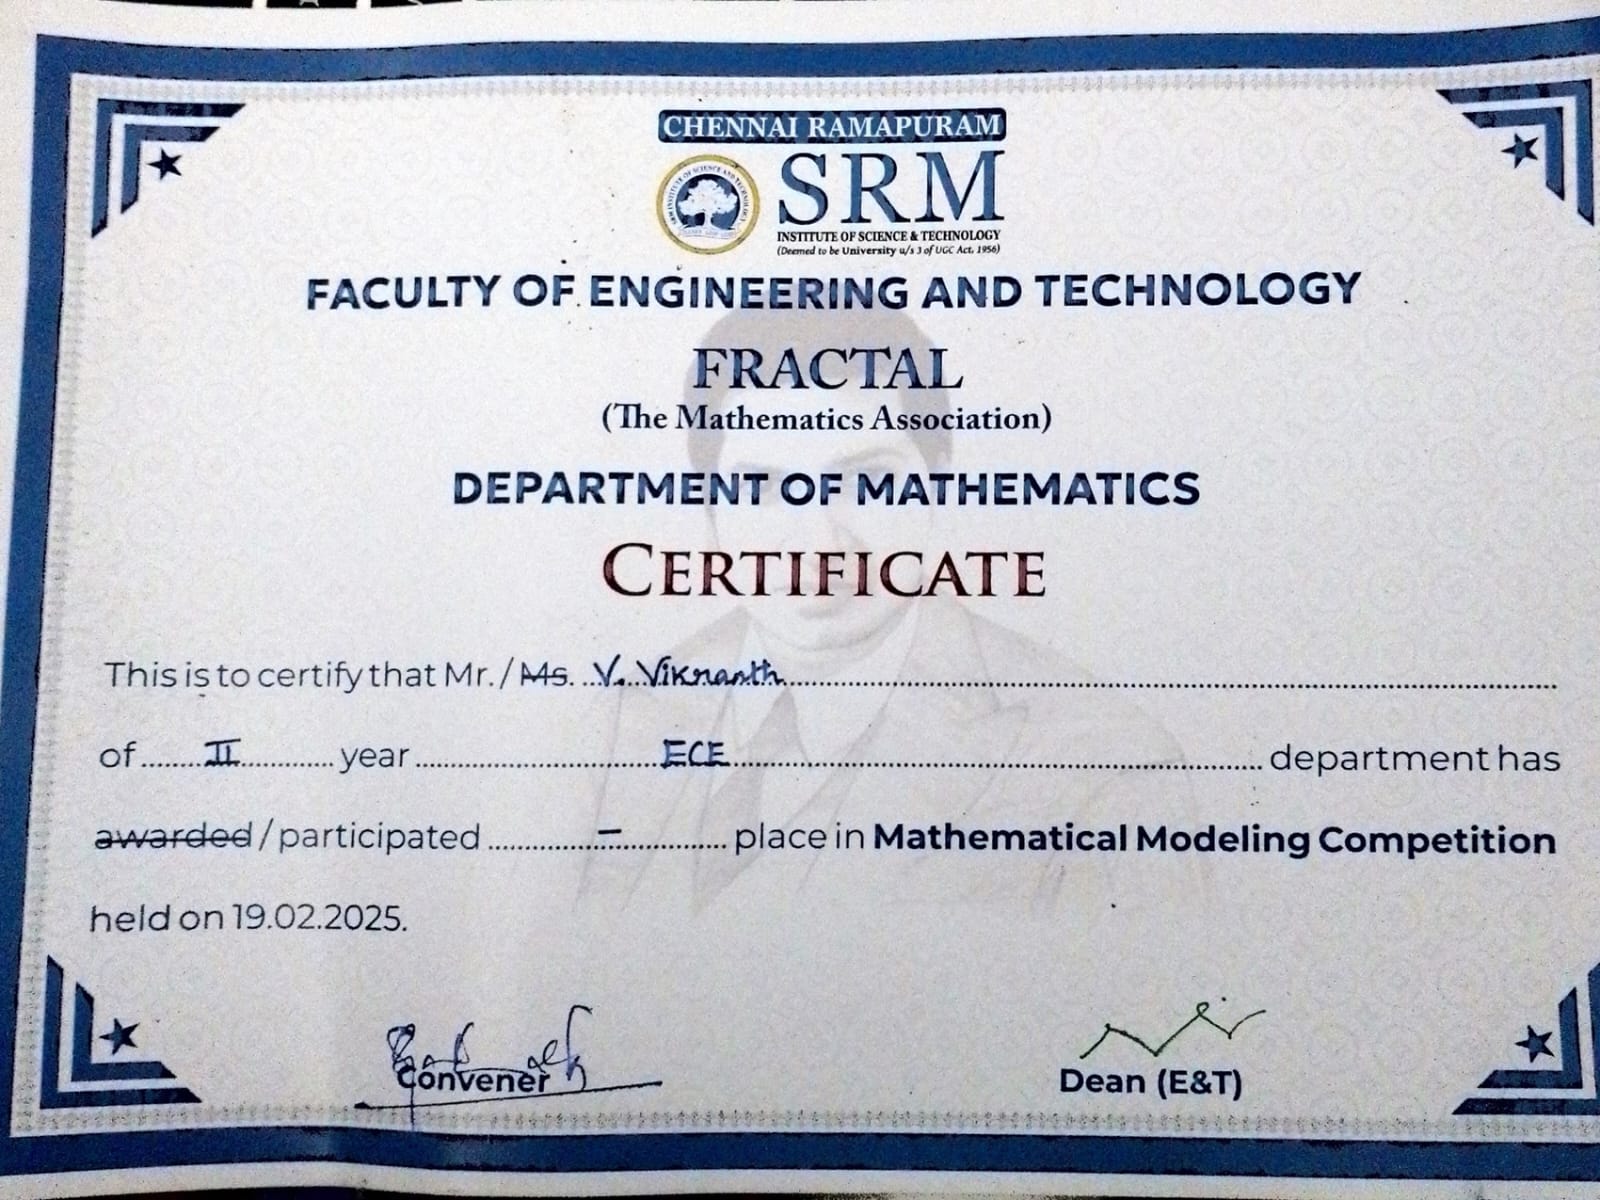 CHENNAI RAMAPURAM
SRM
INSTITUTE OF SCIENCE & TECHNOLOGY
(Deemed to be University u/s 3 of UGC Act, 1956)
FACULTY OF ENGINEERING AND TECHNOLOGY
FRACTAL
(The Mathematics Association)
DEPARTMENT OF MATHEMATICS
CERTIFICATE
This is to certify that Mr. / Ms. V. Viknanth
of II year ECE department has
awarded / participated – place in Mathematical Modeling Competition
held on 19.02.2025.
Convener
Dean (E&T)